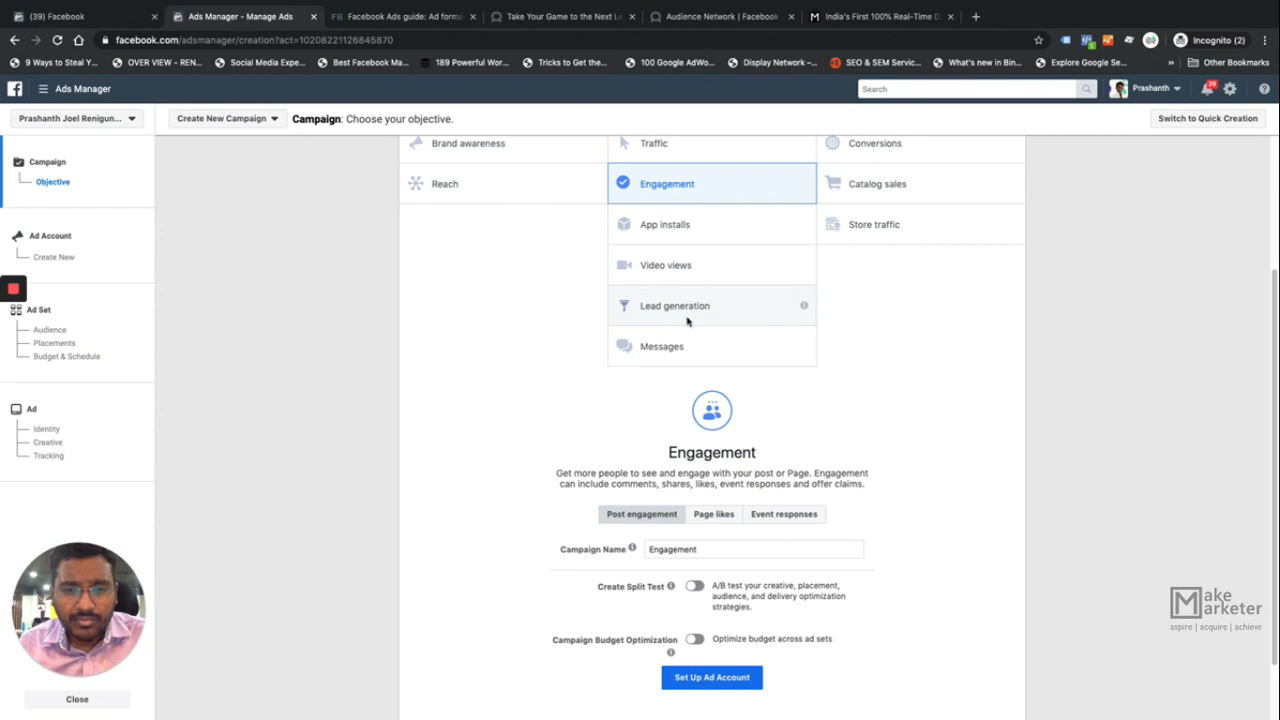 (39) Facebook
Ads Manager - Manage Ads
Facebook Ads guide: Ad forma
Take Your Game to the Next Le
Audience Network | Facebook
India's First 100% Real-Time D
facebook.com/adsmanager/creation?act=10208221126845870
Incognito (2)
9 Ways to Steal Y...
OVER VIEW - REN...
Social Media Expe...
Best Facebook Ma...
189 Powerful Wor...
Tricks to Get the...
100 Google AdWo...
Display Network –...
SEO & SEM Servic...
What's new in Bin...
Explore Google Se...
»
Other Bookmarks
Ads Manager
Search
Prashanth
Prashanth Joel Renigun...
Create New Campaign
Campaign: Choose your objective.
Switch to Quick Creation
Campaign
Objective
Ad Account
Create New
Ad Set
Audience
Placements
Budget & Schedule
Ad
Identity
Creative
Tracking
Close
Brand awareness
Traffic
Conversions
Reach
Engagement
Catalog sales
App installs
Store traffic
Video views
Lead generation
Messages
Engagement
Get more people to see and engage with your post or Page. Engagement
can include comments, shares, likes, event responses and offer claims.
Post engagement
Page likes
Event responses
Campaign Name
Engagement
Create Split Test
A/B test your creative, placement,
audience, and delivery optimization
strategies.
Campaign Budget Optimization
Optimize budget across ad sets
Set Up Ad Account
Make
Marketer
aspire | acquire | achieve